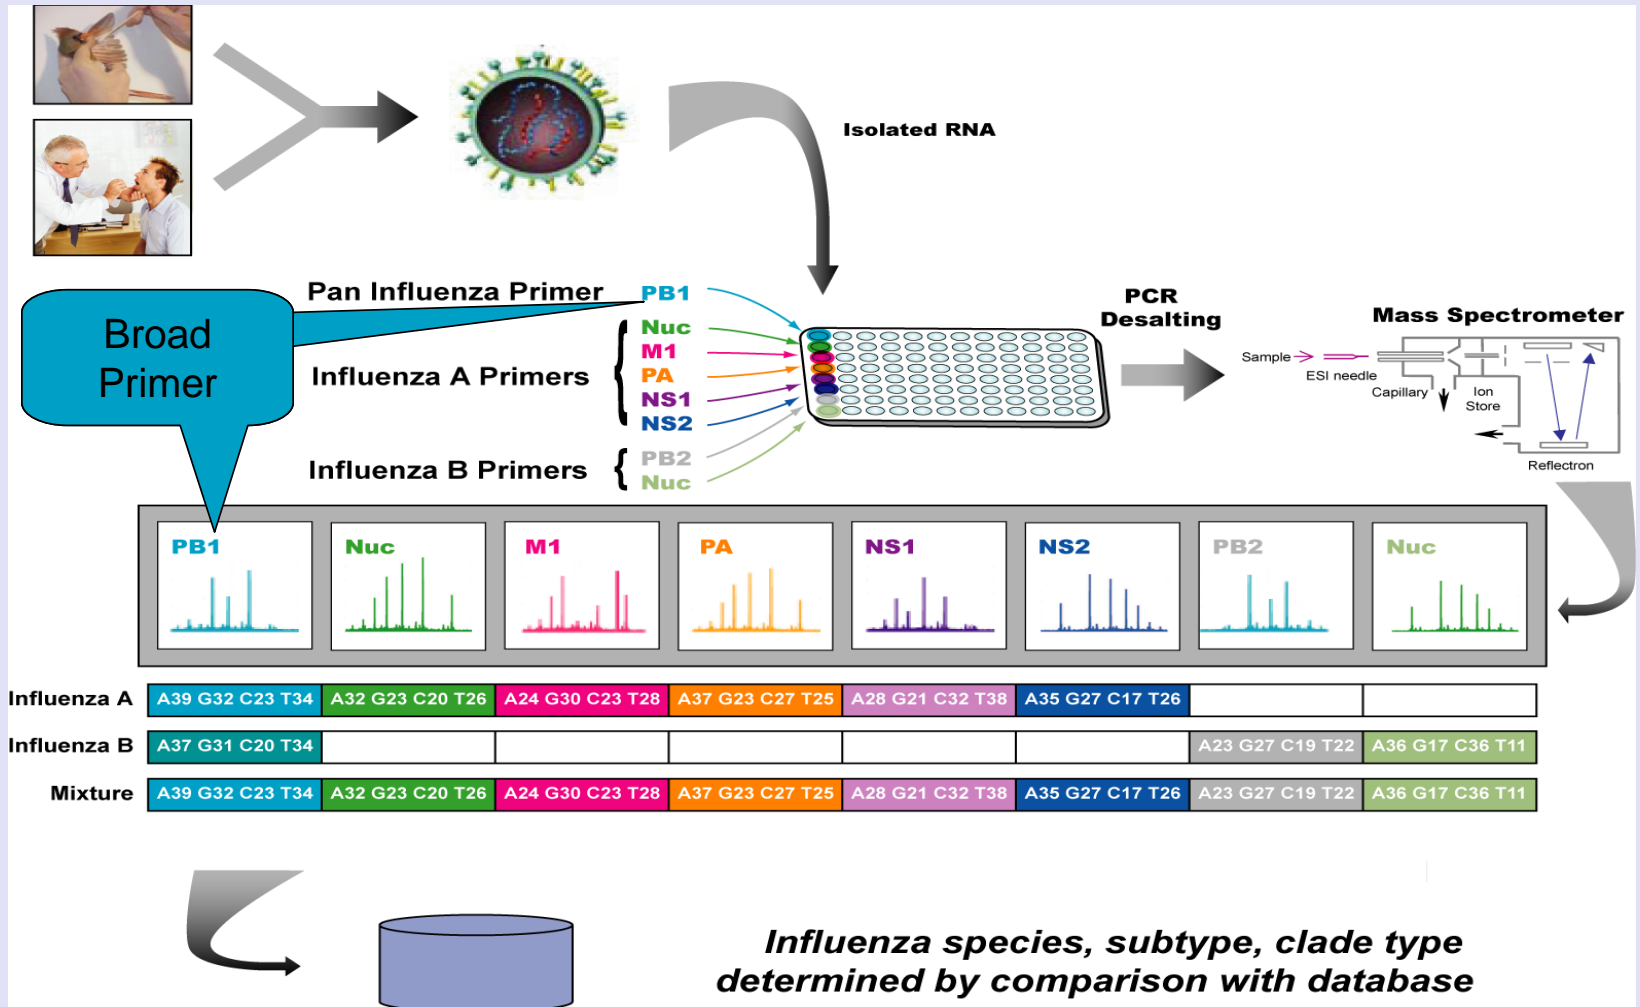 Isolated RNA
Pan Influenza Primer
PB1
Broad
Primer
Nuc
M1
Influenza A Primers
PA
NS1
NS2
Influenza B Primers
PB2
Nuc
PCR
Desalting
Mass Spectrometer
Sample
ESI needle
Capillary
Ion
Store
Reflectron
PB1 Nuc M1 PA NS1 NS2 PB2 Nuc
Influenza A A39 G32 C23 T34 A32 G23 C20 T26 A24 G30 C23 T28 A37 G23 C27 T25 A28 G21 C32 T38 A35 G27 C17 T26
Influenza B A37 G31 C20 T34 A23 G27 C19 T22 A36 G17 C36 T11
Mixture A39 G32 C23 T34 A32 G23 C20 T26 A24 G30 C23 T28 A37 G23 C27 T25 A28 G21 C32 T38 A35 G27 C17 T26 A23 G27 C19 T22 A36 G17 C36 T11
Influenza species, subtype, clade type
determined by comparison with database